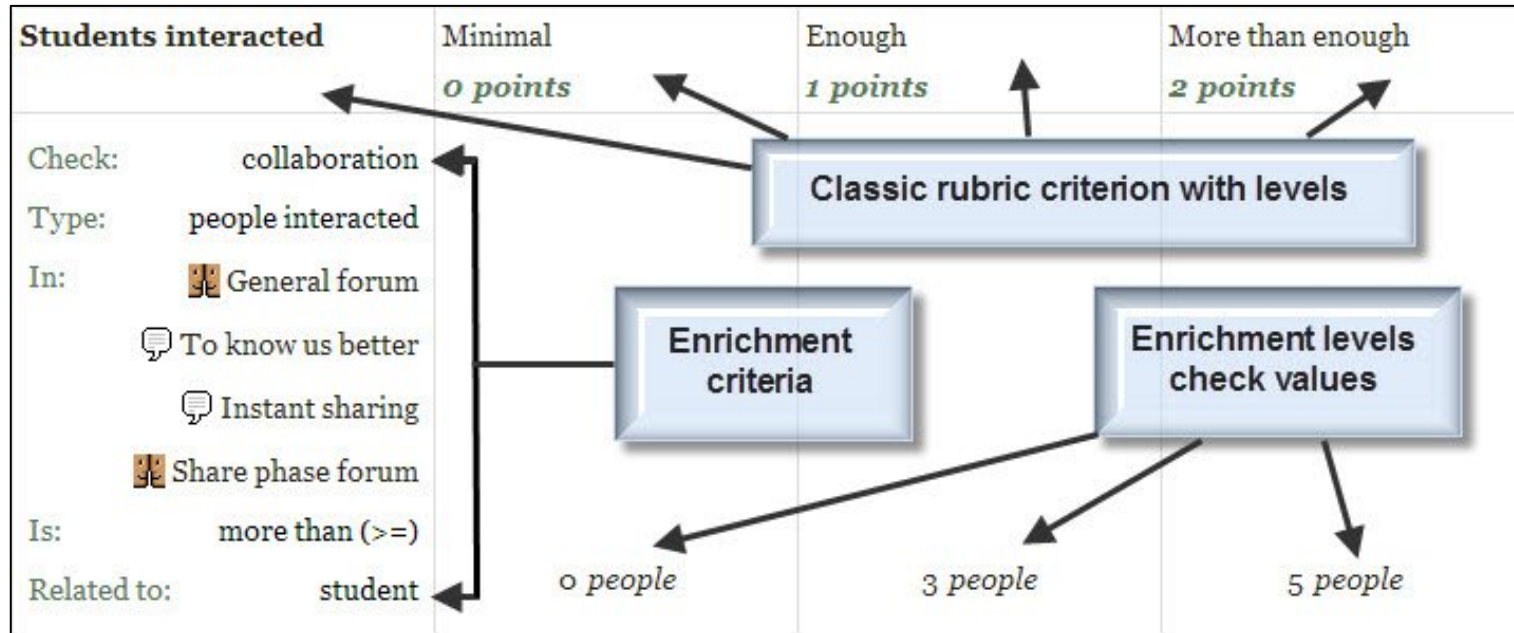 Students interacted
Minimal
Enough
More than enough
0 points
1 points
2 points
Classic rubric criterion with levels
Check: collaboration
Type: people interacted
In: General forum
To know us better
Instant sharing
Share phase forum
Is: more than (>=)
Related to: student
Enrichment
criteria
Enrichment levels
check values
0 people
3 people
5 people